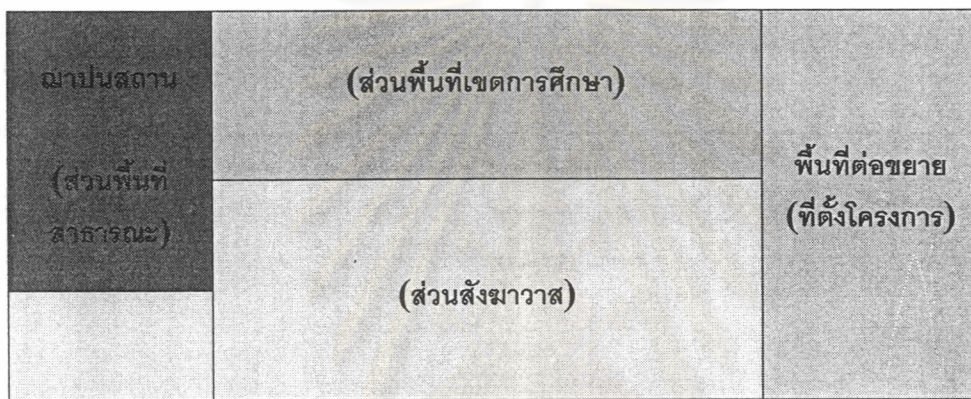 ฌาปนสถาน
(ส่วนพื้นที่
สาธารณะ)
(ส่วนพื้นที่เขตการศึกษา)
(ส่วนสังฆาวาส)
พื้นที่ต่อขยาย
(ที่ตั้งโครงการ)